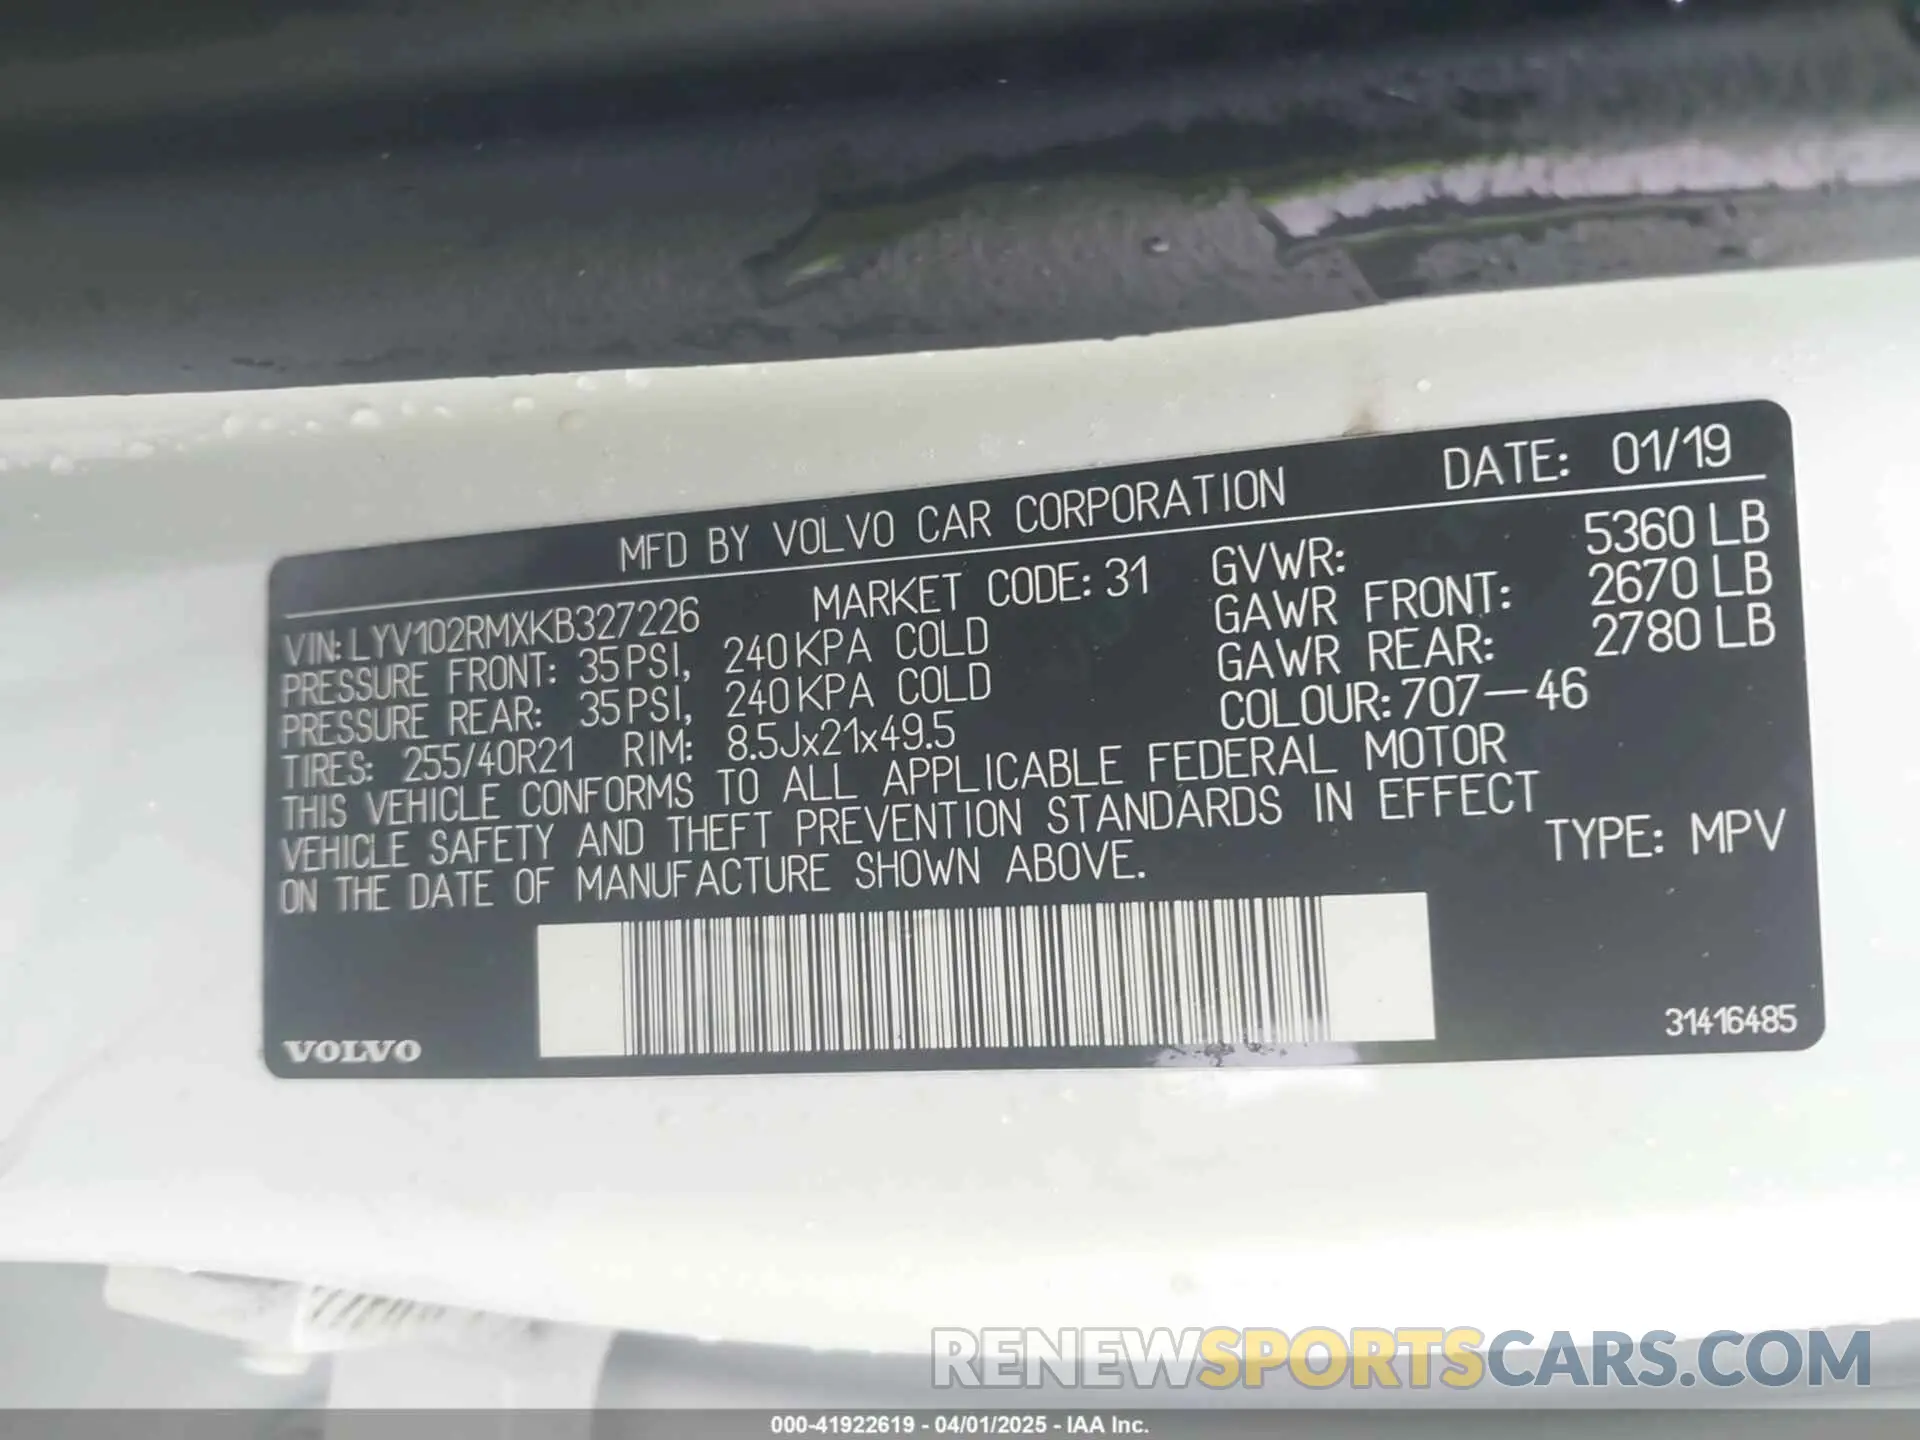 MFD BY VOLVO CAR CORPORATION DATE: 01/19
VIN: LYV102RMXKB327226 MARKET CODE: 31 GVWR: 5360 LB
PRESSURE FRONT: 35 PSI, 240 KPA COLD GAWR FRONT: 2670 LB
PRESSURE REAR: 35 PSI, 240 KPA COLD GAWR REAR: 2780 LB
TIRES: 255/40R21 RIM: 8.5Jx21x49.5 COLOUR: 707-46
THIS VEHICLE CONFORMS TO ALL APPLICABLE FEDERAL MOTOR
VEHICLE SAFETY AND THEFT PREVENTION STANDARDS IN EFFECT
ON THE DATE OF MANUFACTURE SHOWN ABOVE. TYPE: MPV
VOLVO 31416485
RENEWSPORTSCARS.COM
000-41922619 - 04/01/2025 - IAA Inc.